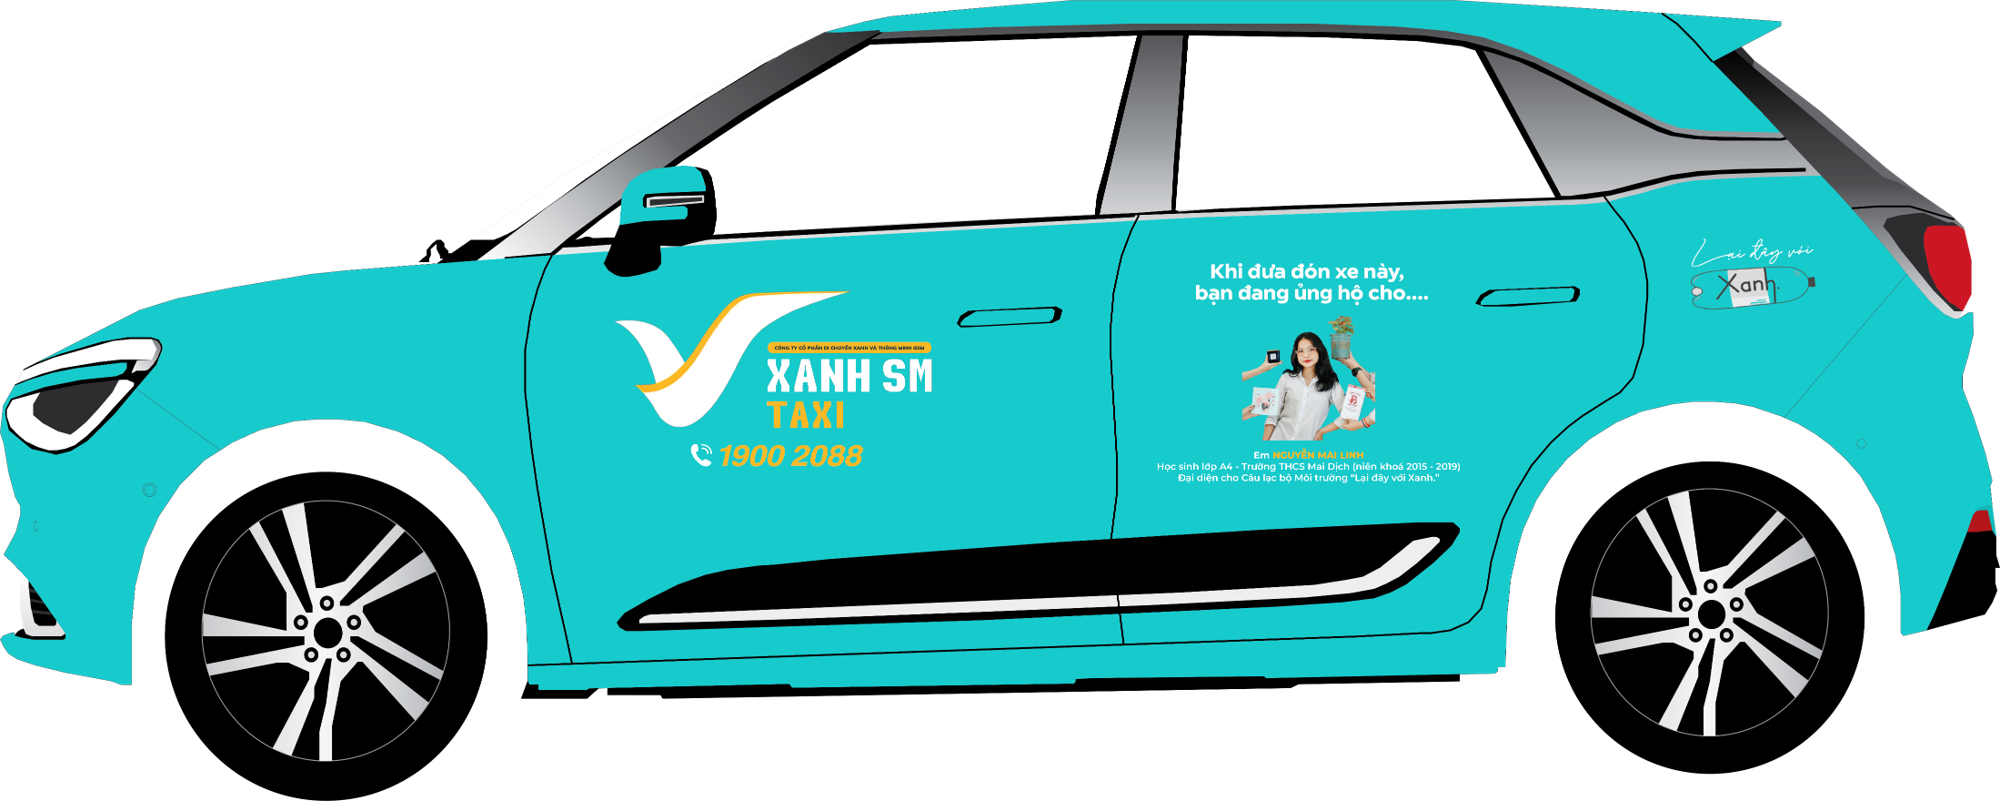 CÔNG TY CỔ PHẦN DI CHUYỂN XANH VÀ THÔNG MINH GSM
XANH SM
TAXI
1900 2088
Khi đưa đón xe này,
bạn đang ủng hộ cho....
Em NGUYỄN MAI LINH
Học sinh lớp A4 - Trường THCS Mai Dịch (niên khoá 2015 - 2019)
Đại diện cho Câu lạc bộ Môi trường “Lại đây với Xanh.”
Lại đây với
Xanh.